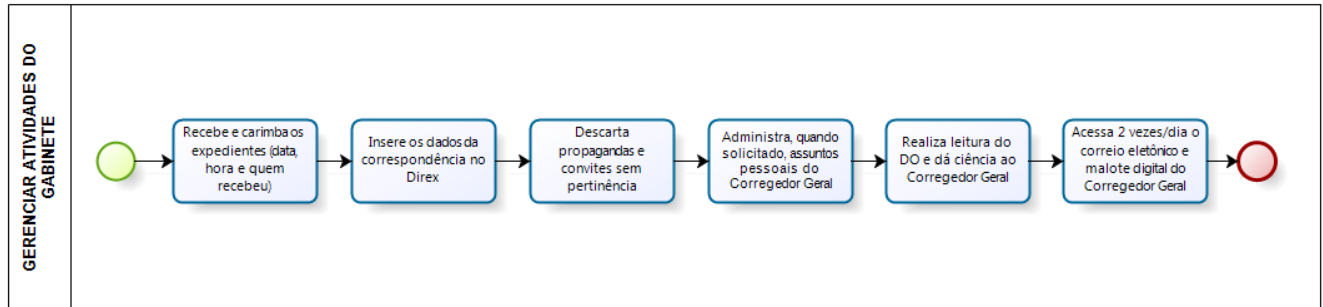 GERENCIAR ATIVIDADES DO
GABINETE
Recebe e carimba os
expedientes (data,
hora e quem
recebeu)
Insere os dados da
correspondência no
Direx
Descarta
propagandas e
convites sem
pertinência
Administra, quando
solicitado, assuntos
pessoais do
Corregedor Geral
Realiza leitura do
DO e dá ciência ao
Corregedor Geral
Acessa 2 vezes/dia o
correio eletônico e
malote digital do
Corregedor Geral